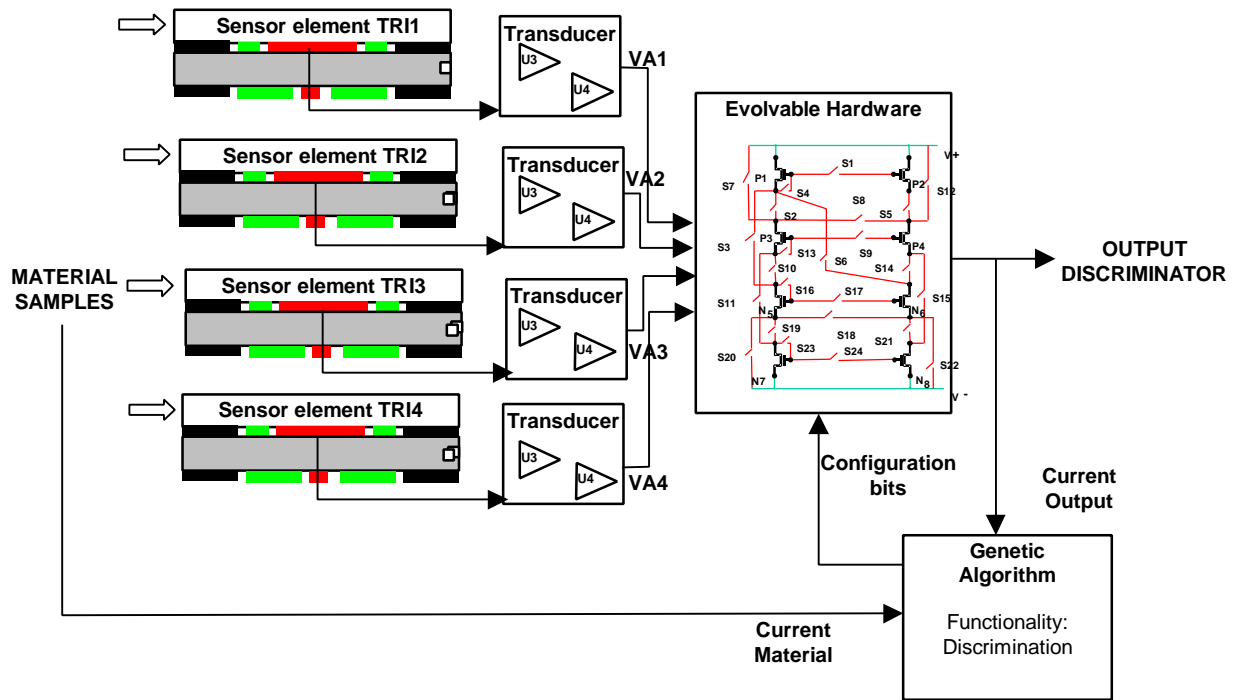 Sensor element TRI1
Transducer
U3
U4
VA1
Sensor element TRI2
Transducer
U3
U4
VA2
MATERIAL
SAMPLES
Sensor element TRI3
Transducer
U3
U4
VA3
Sensor element TRI4
Transducer
U3
U4
VA4
Evolvable Hardware
V+
S1
P1
P2
S7
S4
S12
S8
S2
S5
S3
P3
P4
S13
S9
S6
S10
S14
S16
S17
S11
S15
N5
N6
S19
S18
S21
S20
S23
S24
S22
N7
N8
V -
OUTPUT
DISCRIMINATOR
Configuration
bits
Current
Output
Genetic
Algorithm
Functionality:
Discrimination
Current
Material